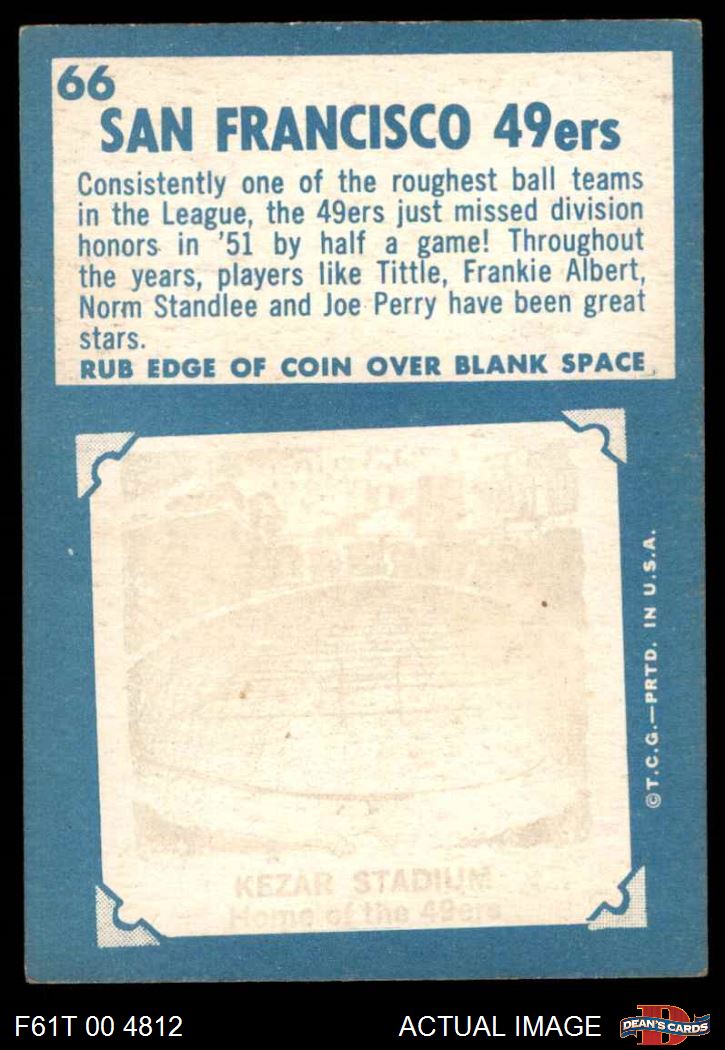 66
SAN FRANCISCO 49ers
Consistently one of the roughest ball teams
in the League, the 49ers just missed division
honors in '51 by half a game! Throughout
the years, players like Tittle, Frankie Albert,
Norm Standlee and Joe Perry have been great
stars.
RUB EDGE OF COIN OVER BLANK SPACE
KEZAR STADIUM
Home of the 49ers
©T.C.G.—PRTD. IN U.S.A.
F61T 00 4812
ACTUAL IMAGE
D
DEAN'S CARDS